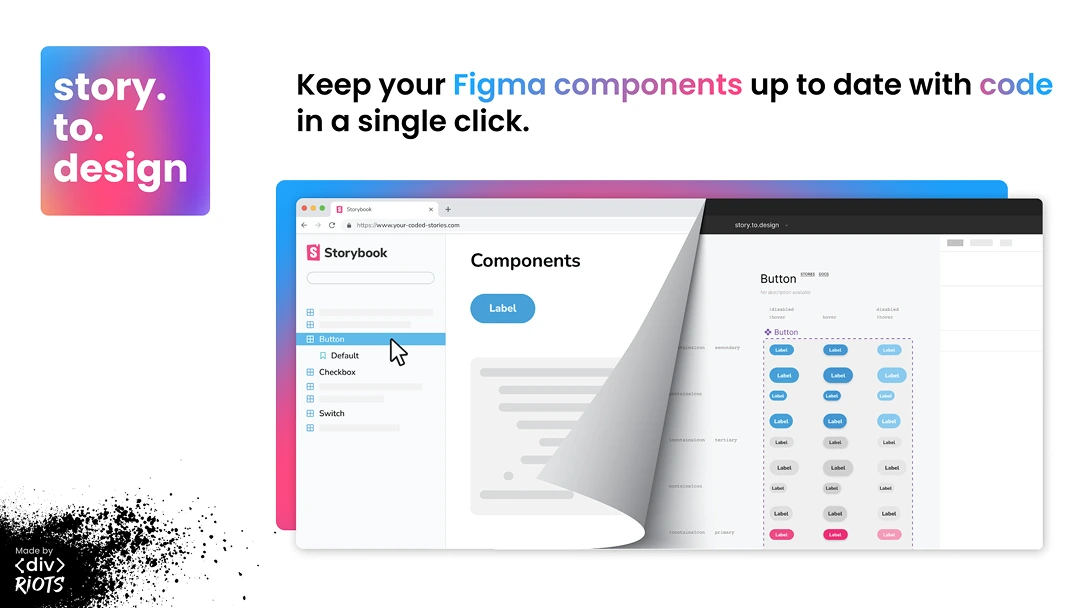 story.
to.
design
Keep your Figma components up to date with code
in a single click.
Storybook
https://www.your-coded-stories.com
Storybook
Button
Default
Checkbox
Switch
Components
Label
story.to.design
Button STORIES DOCS
No description available
!disabled disabled
!hover hover !hover
Button
secondary
Label Label Label
Label Label Label
Label Label Label
Label Label Label
tertiary
Label Label Label
Label Label Label
Label Label Label
Label Label Label
primary
Label Label Label
Made by
<div>
RIOTS